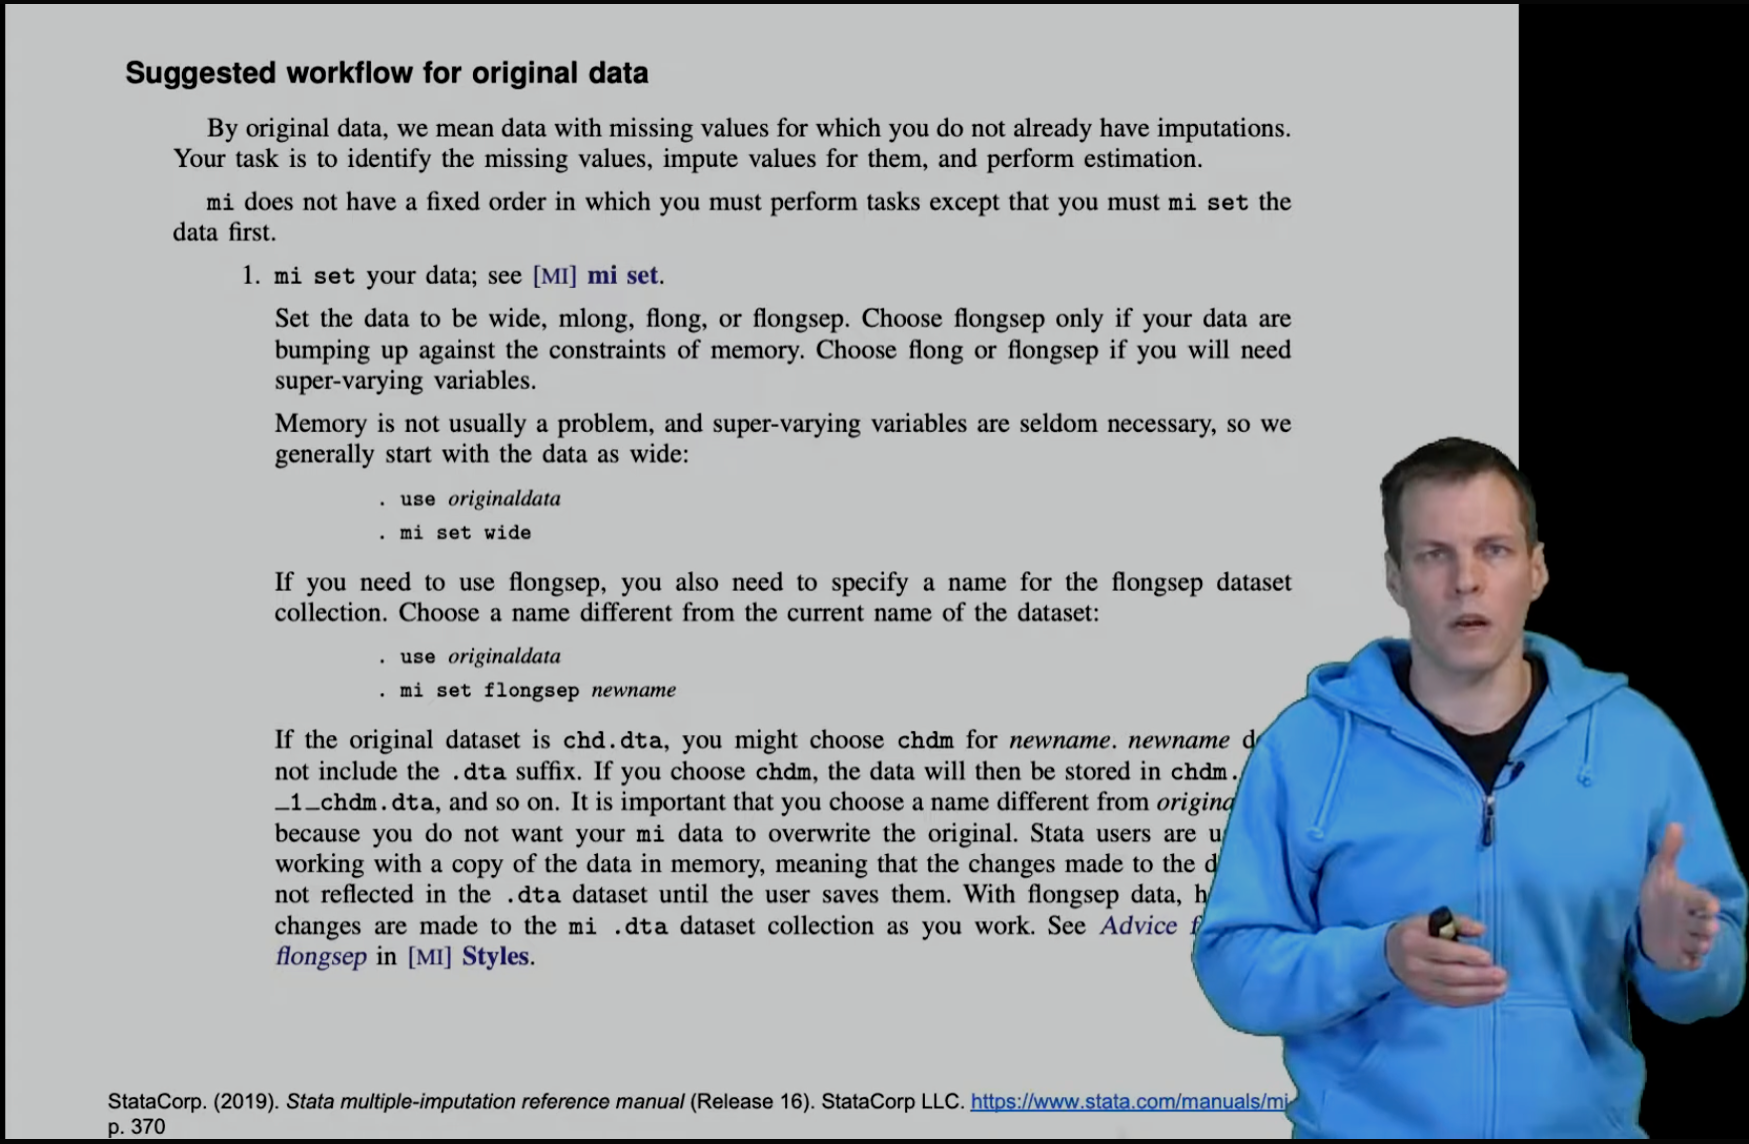 Suggested workflow for original data
By original data, we mean data with missing values for which you do not already have imputations.
Your task is to identify the missing values, impute values for them, and perform estimation.
mi does not have a fixed order in which you must perform tasks except that you must mi set the
data first.
1. mi set your data; see [MI] mi set.
Set the data to be wide, mlong, flong, or flongsep. Choose flongsep only if your data are
bumping up against the constraints of memory. Choose flong or flongsep if you will need
super-varying variables.
Memory is not usually a problem, and super-varying variables are seldom necessary, so we
generally start with the data as wide:
. use originaldata
. mi set wide
If you need to use flongsep, you also need to specify a name for the flongsep dataset
collection. Choose a name different from the current name of the dataset:
. use originaldata
. mi set flongsep newname
If the original dataset is chd.dta, you might choose chdm for newname. newname
not include the .dta suffix. If you choose chdm, the data will then be stored in chdm.
_1_chdm.dta, and so on. It is important that you choose a name different from
because you do not want your mi data to overwrite the original. Stata users are
working with a copy of the data in memory, meaning that the changes made to the
not reflected in the .dta dataset until the user saves them. With flongsep data,
changes are made to the mi .dta dataset collection as you work. See Advice
flongsep in [MI] Styles.
StataCorp. (2019). Stata multiple-imputation reference manual (Release 16). StataCorp LLC. https://www.stata.com/manuals/mi
p. 370